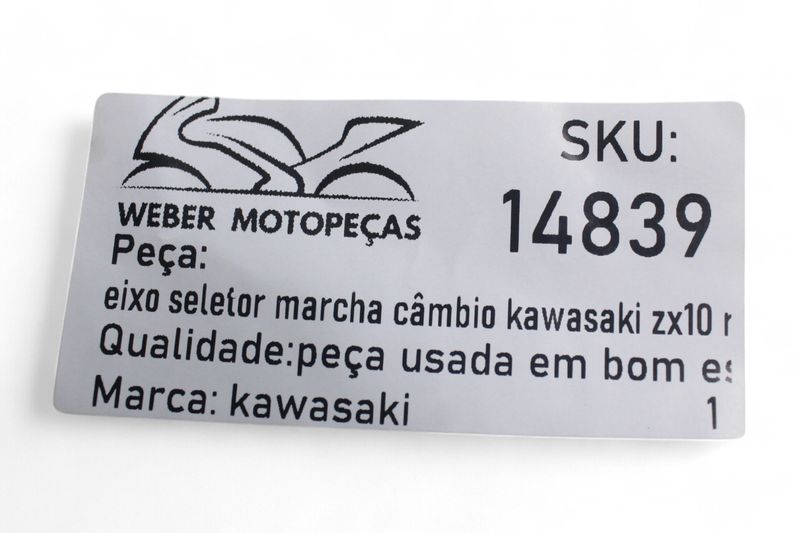 WEBER MOTOPEÇAS
SKU:
14839
Peça:
eixo seletor marcha câmbio kawasaki zx10 r
Qualidade:peça usada em bom es
Marca: kawasaki
1